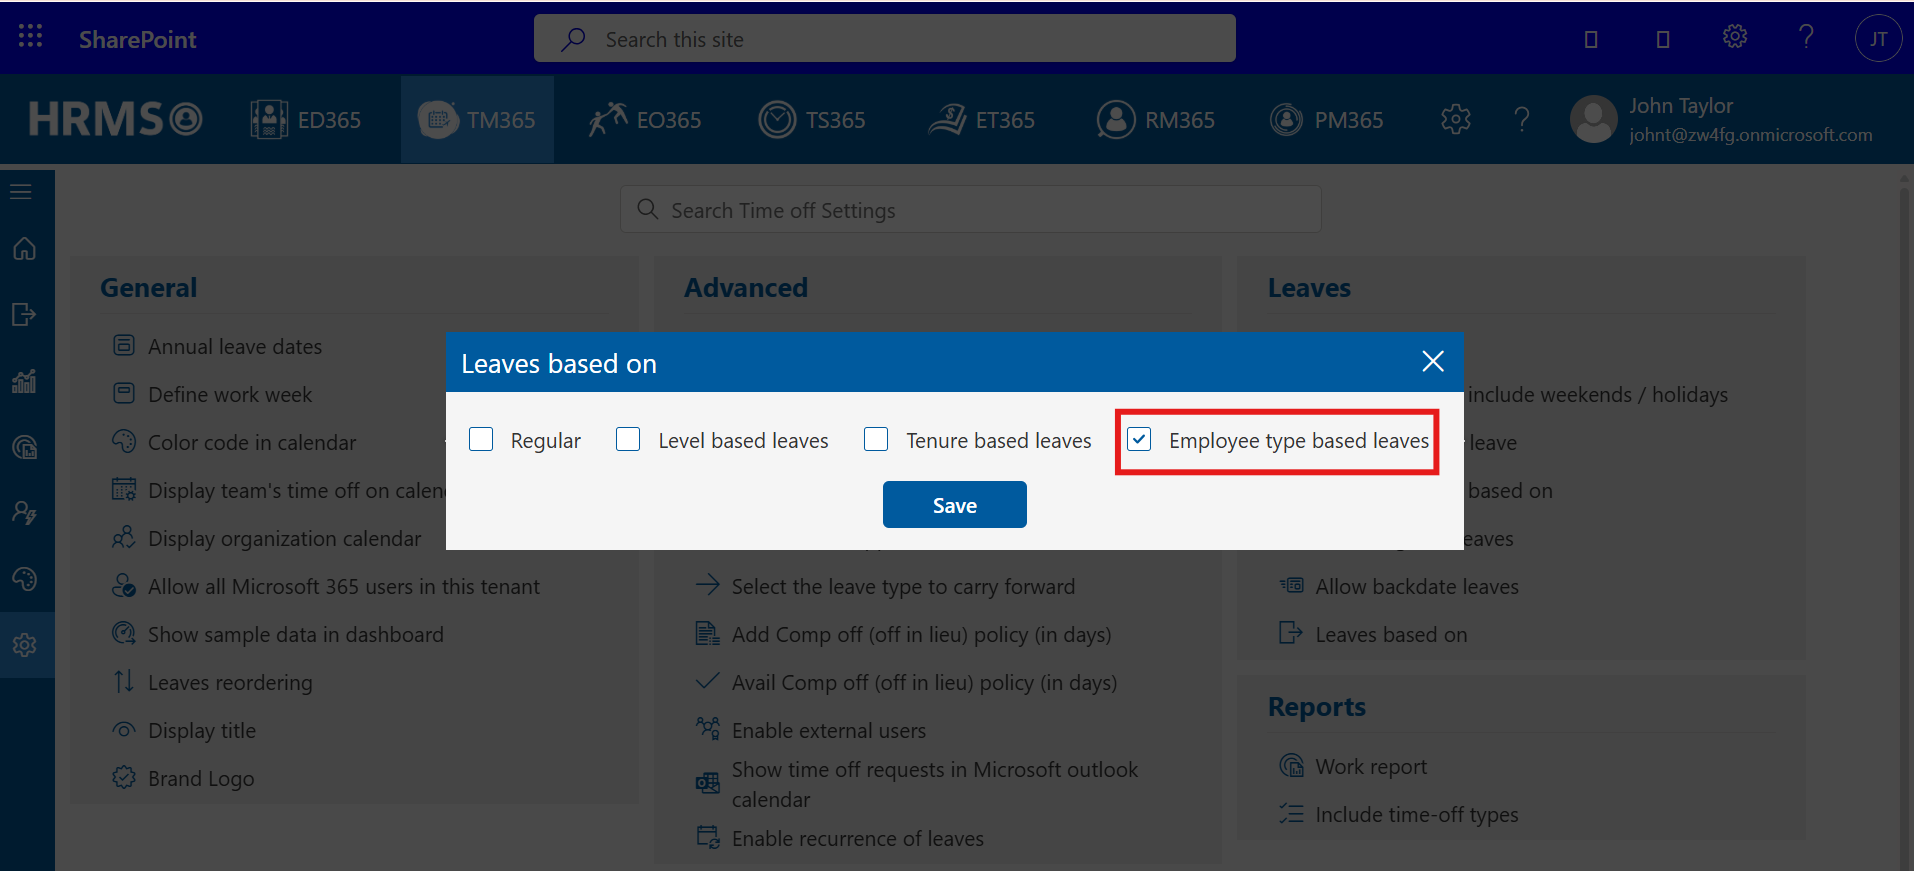 SharePoint
Search this site
JT
HRMS
ED365
TM365
EO365
TS365
ET365
RM365
PM365
John Taylor
johnt@zw4fg.onmicrosoft.com
Search Time off Settings
General
Annual leave dates
Define work week
Color code in calendar
Display team's time off on calen
Display organization calendar
Allow all Microsoft 365 users in this tenant
Show sample data in dashboard
Leaves reordering
Display title
Brand Logo
Advanced
Select the leave type to carry forward
Add Comp off (off in lieu) policy (in days)
Avail Comp off (off in lieu) policy (in days)
Enable external users
Show time off requests in Microsoft outlook
calendar
Enable recurrence of leaves
Leaves
include weekends / holidays
leave
based on
eaves
Allow backdate leaves
Leaves based on
Reports
Work report
Include time-off types
Leaves based on
Regular
Level based leaves
Tenure based leaves
Employee type based leaves
Save